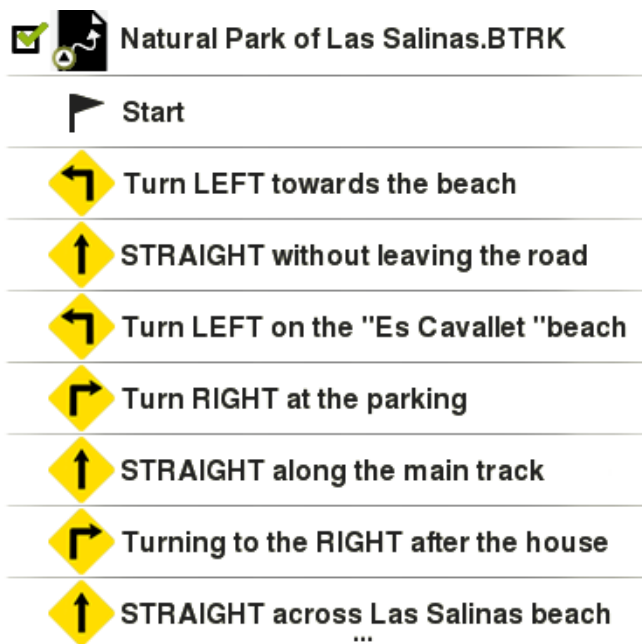 Natural Park of Las Salinas.BTRK
Start
Turn LEFT towards the beach
STRAIGHT without leaving the road
Turn LEFT on the "Es Cavallet "beach
Turn RIGHT at the parking
STRAIGHT along the main track
Turning to the RIGHT after the house
STRAIGHT across Las Salinas beach
...